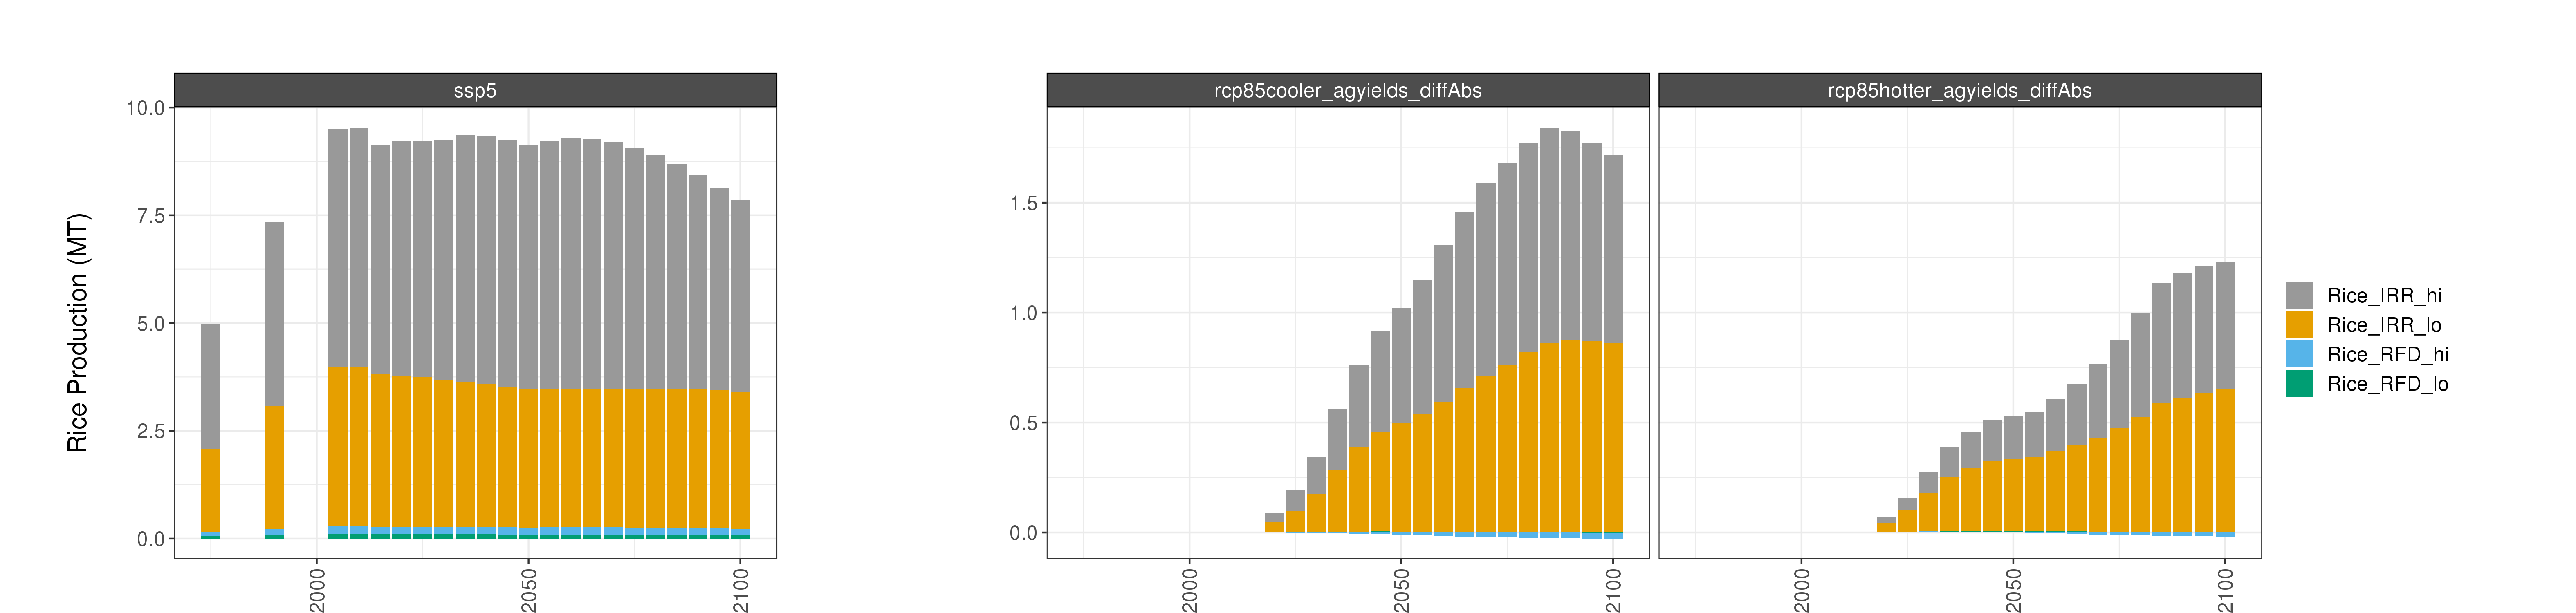 ssp5
rcp85cooler_agyields_diffAbs
rcp85hotter_agyields_diffAbs
Rice Production (MT)
10.0
7.5
5.0
2.5
0.0
2000
2050
2100
1.5
1.0
0.5
0.0
2000
2050
2100
2000
2050
2100
Rice_IRR_hi
Rice_IRR_lo
Rice_RFD_hi
Rice_RFD_lo